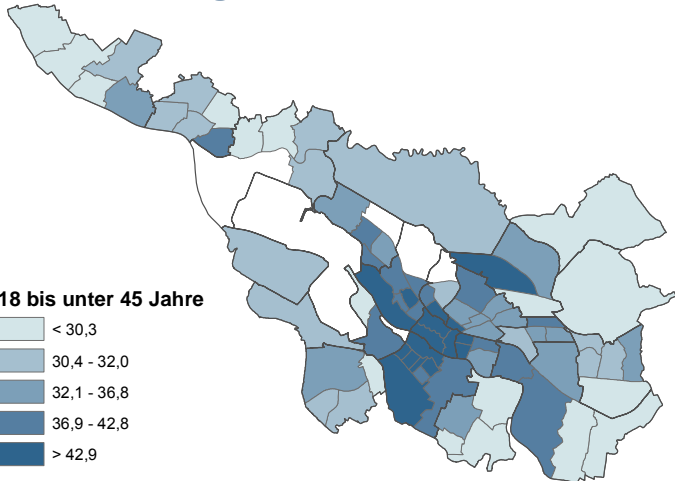 18 bis unter 45 Jahre
< 30,3
30,4 - 32,0
32,1 - 36,8
36,9 - 42,8
> 42,9